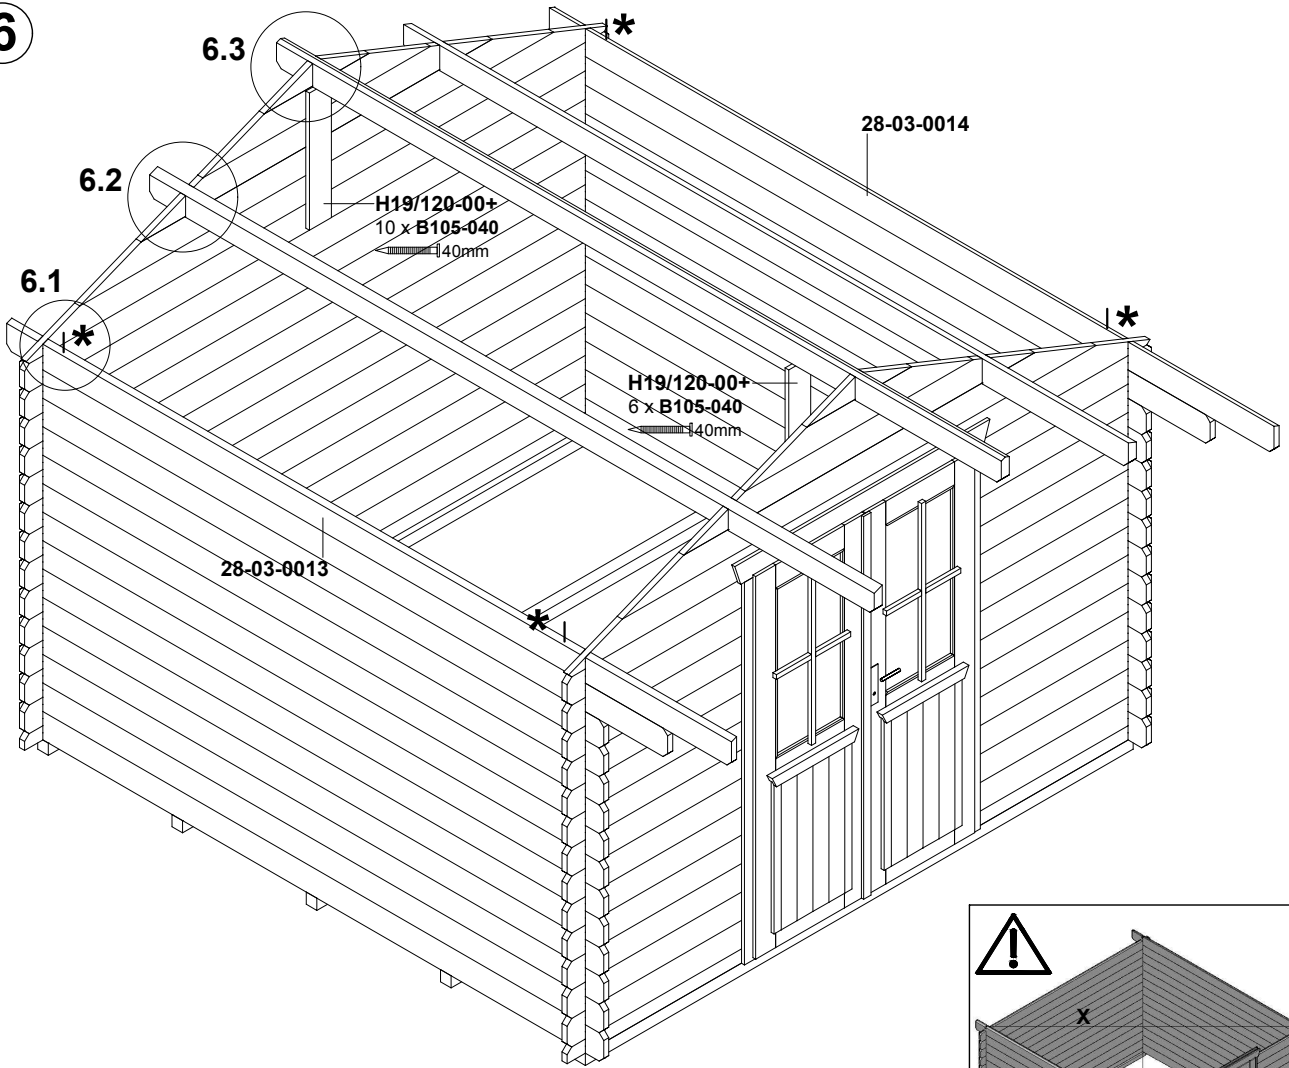 6
6.3
*
28-03-0014
6.2
H19/120-00+
10 x B105-040
40mm
6.1
*
*
H19/120-00+
6 x B105-040
40mm
28-03-0013
*
!
X